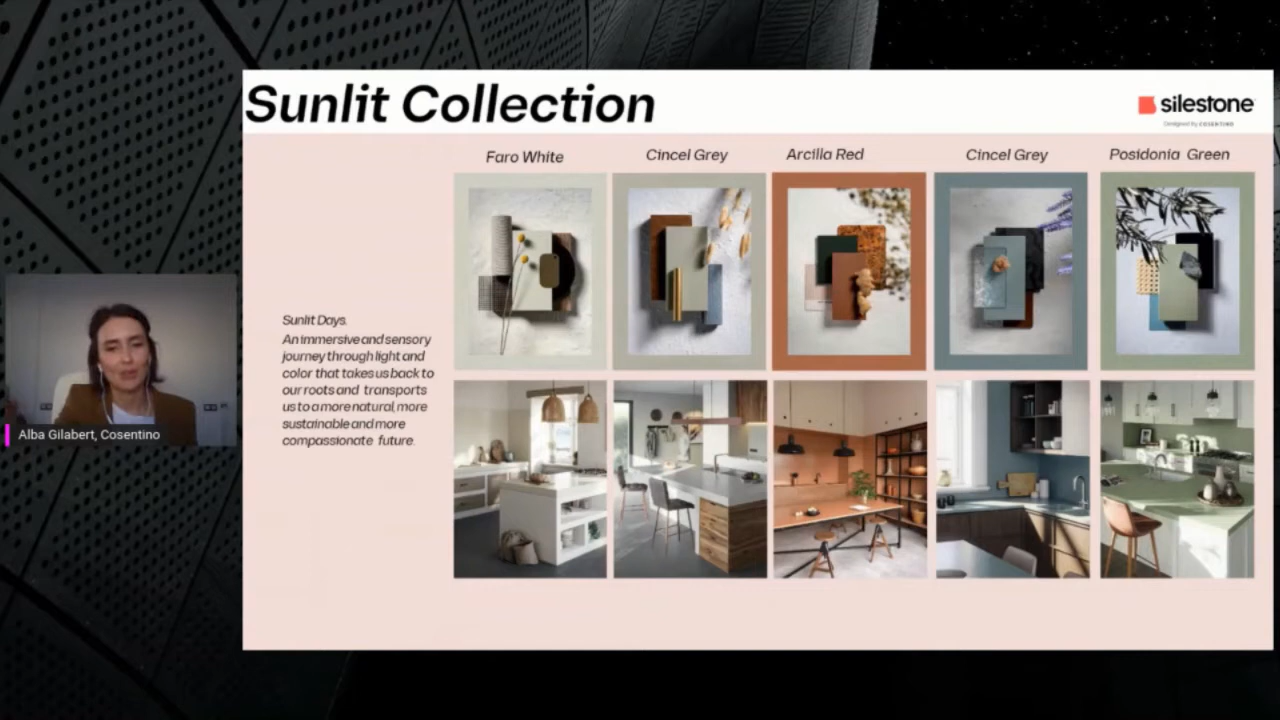 Sunlit Collection
silestone
Designed by COSENTINO
Faro White
Cincel Grey
Arcilla Red
Cincel Grey
Posidonia Green
Sunlit Days.
An immersive and sensory
journey through light and
color that takes us back to
our roots and transports
us to a more natural, more
sustainable and more
compassionate future.
Alba Gilabert, Cosentino